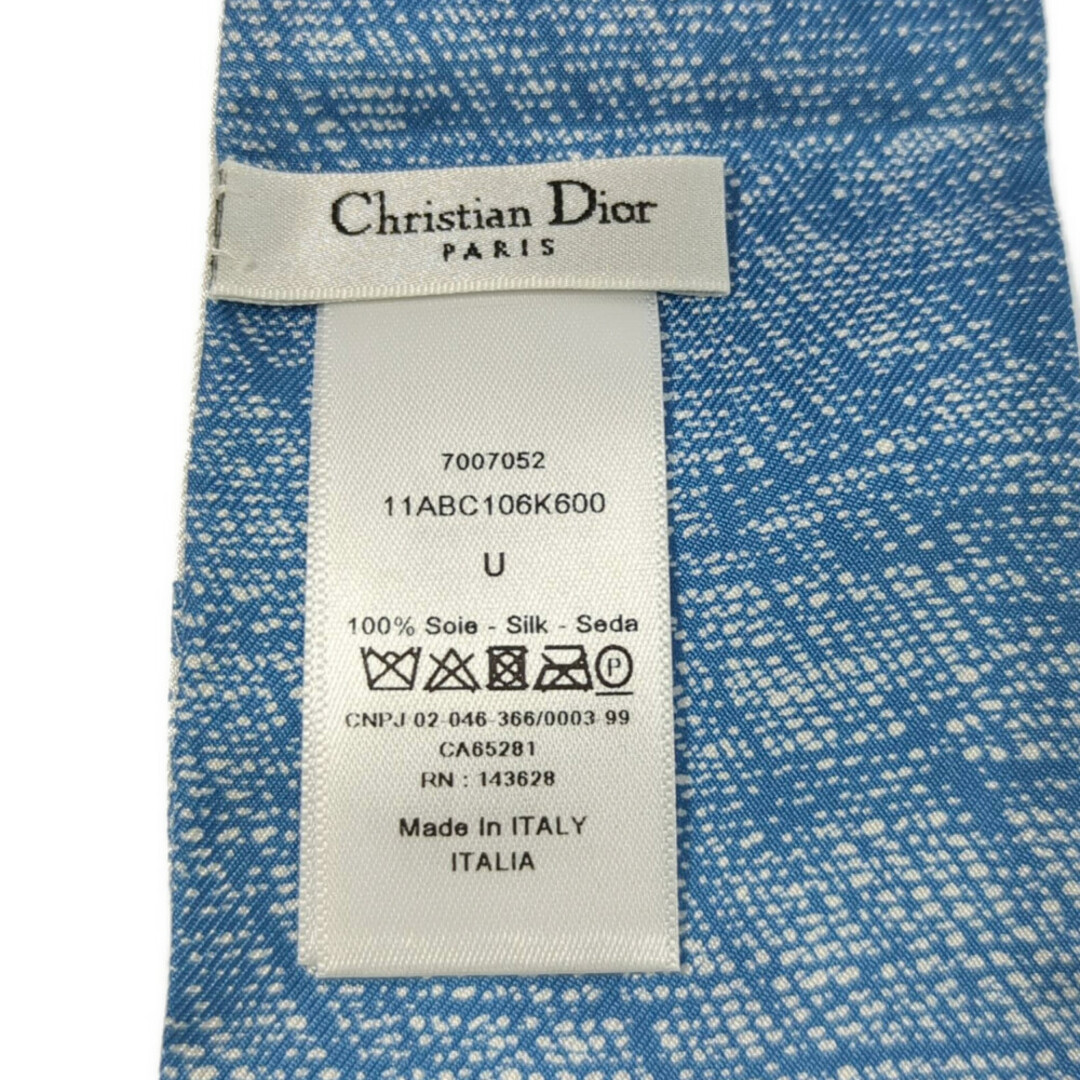 Christian Dior
PARIS
7007052
11ABC106K600
U
100% Soie - Silk - Seda
P
CNPJ 02-046-366/0003-99
CA65281
RN : 143628
Made In ITALY
ITALIA